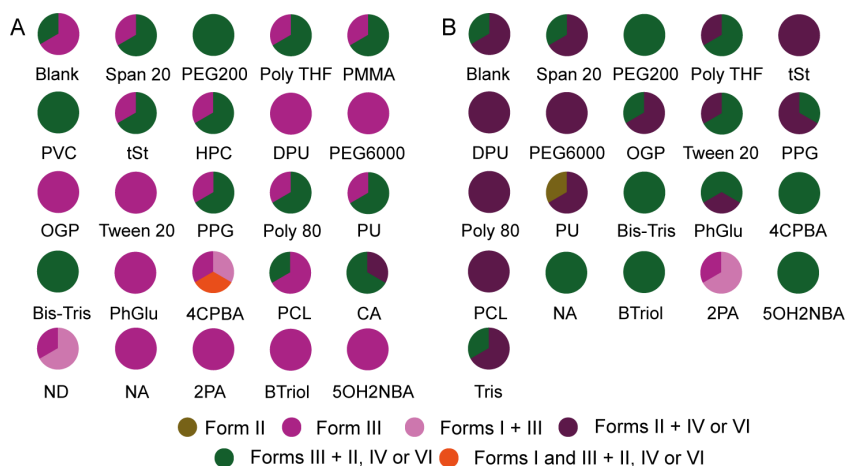 A B
Blank Span 20 PEG200 Poly THF PMMA Blank Span 20 PEG200 Poly THF tSt
PVC tSt HPC DPU PEG6000 DPU PEG6000 OGP Tween 20 PPG
OGP Tween 20 PPG Poly 80 PU Poly 80 PU Bis-Tris PhGlu 4CPBA
Bis-Tris PhGlu 4CPBA PCL CA PCL NA BTriol 2PA 5OH2NBA
ND NA 2PA BTriol 5OH2NBA Tris
Form II Form III Forms I + III Forms II + IV or VI
Forms III + II, IV or VI Forms I and III + II, IV or VI